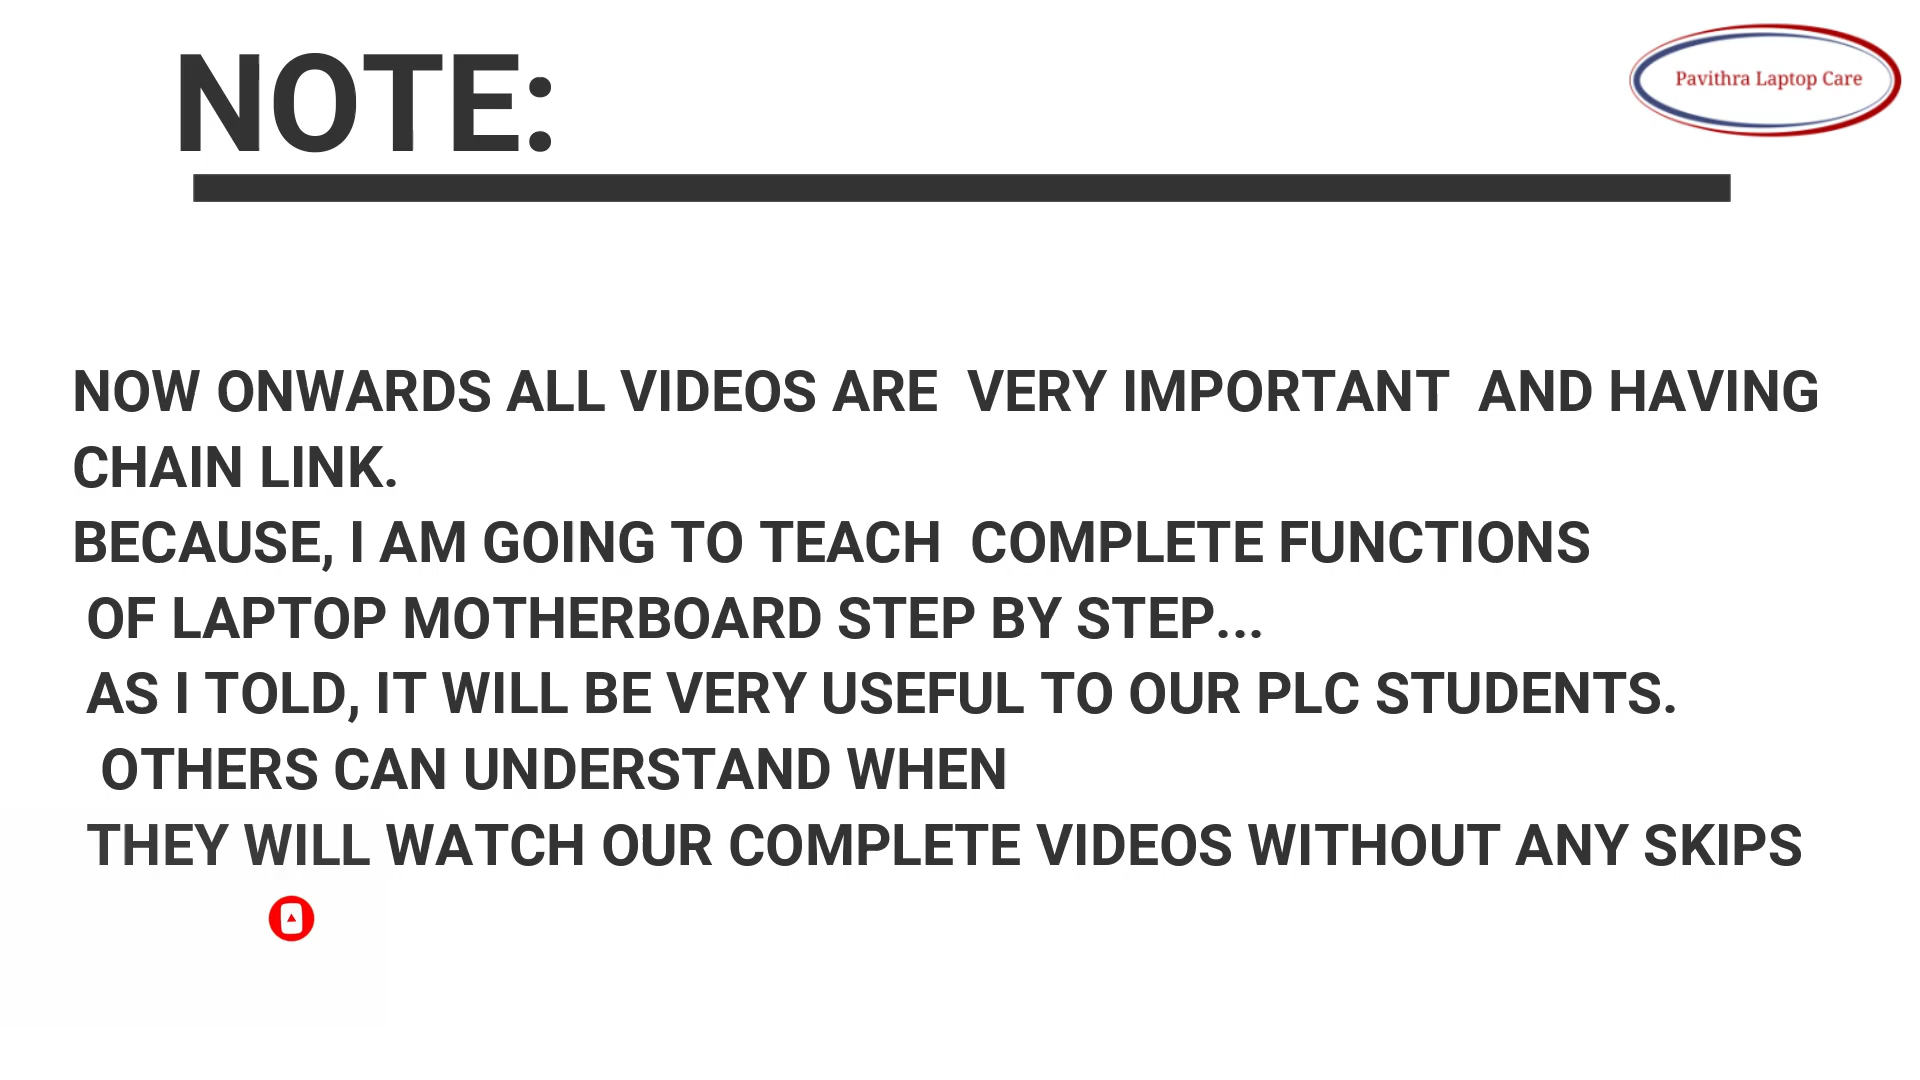 NOTE:
Pavithra Laptop Care
NOW ONWARDS ALL VIDEOS ARE VERY IMPORTANT AND HAVING
CHAIN LINK.
BECAUSE, I AM GOING TO TEACH COMPLETE FUNCTIONS
OF LAPTOP MOTHERBOARD STEP BY STEP...
AS I TOLD, IT WILL BE VERY USEFUL TO OUR PLC STUDENTS.
OTHERS CAN UNDERSTAND WHEN
THEY WILL WATCH OUR COMPLETE VIDEOS WITHOUT ANY SKIPS